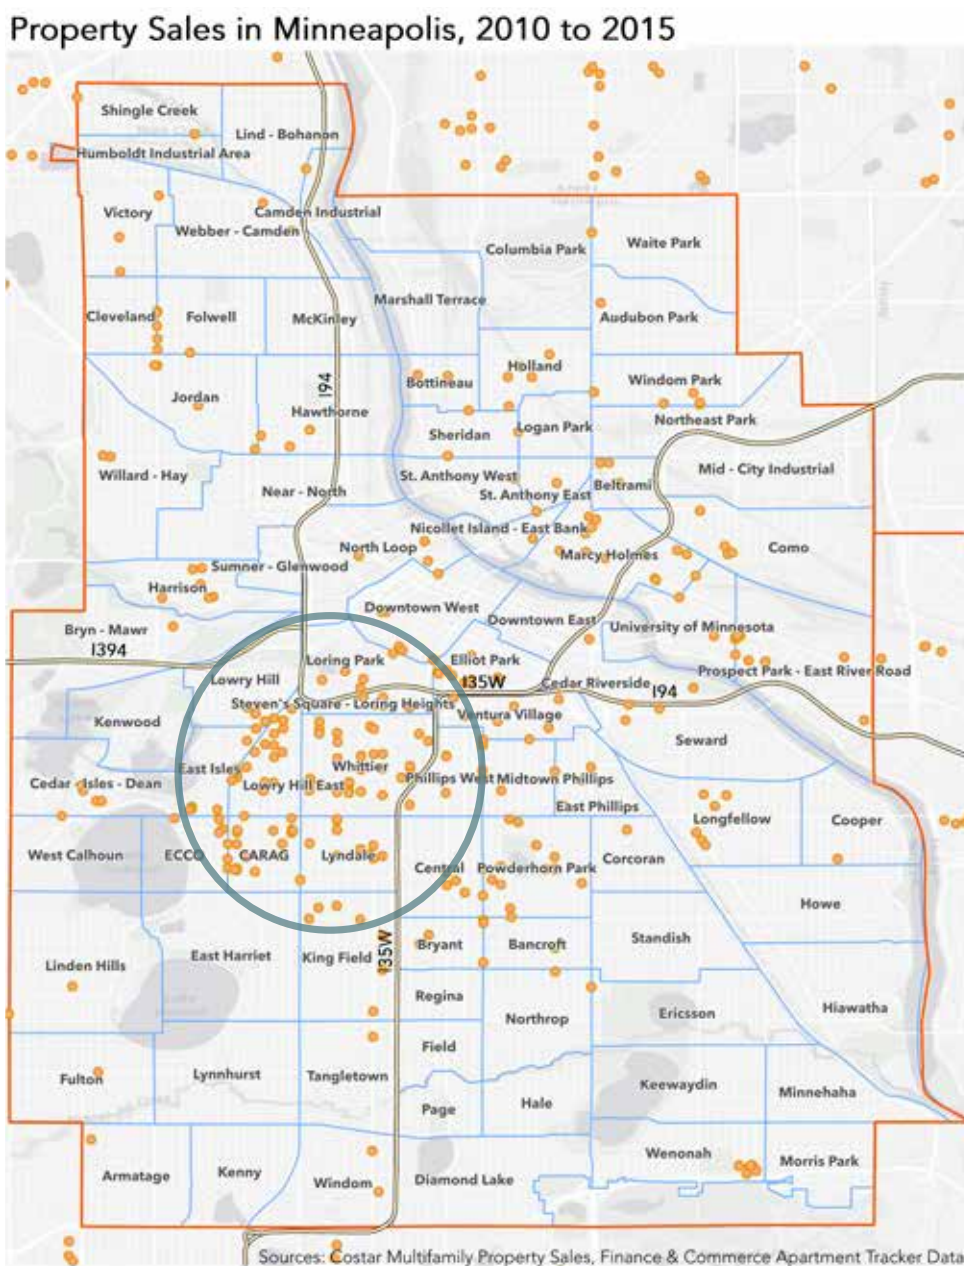 Property Sales in Minneapolis, 2010 to 2015
Shingle Creek
Lind - Bohanon
Humboldt Industrial Area
Victory
Camden Industrial
Webber - Camden
Columbia Park
Waite Park
Marshall Terrace
Cleveland
Folwell
McKinley
Audubon Park
Holland
Bottineau
Windom Park
I94
Jordan
Hawthorne
Sheridan
Logan Park
Northeast Park
Willard - Hay
St. Anthony West
Mid - City Industrial
Near - North
St. Anthony East
Beltrami
Nicollet Island - East Bank
North Loop
Marcy Holmes
Como
Sumner - Glenwood
Harrison
Downtown West
Downtown East
Bryn - Mawr
University of Minnesota
I394
Loring Park
Elliot Park
Prospect Park - East River Road
Lowry Hill
I35W
Cedar Riverside
I94
Steven's Square - Loring Heights
Kenwood
Ventura Village
Seward
East Isles
Whittier
Cedar - Isles - Dean
Lowry Hill East
Phillips West
Midtown Phillips
East Phillips
Longfellow
Cooper
West Calhoun
ECCO
CARAG
Lyndale
Central
Powderhorn Park
Corcoran
Howe
Linden Hills
East Harriet
King Field
I35W
Bryant
Bancroft
Standish
Regina
Northrop
Ericsson
Hiawatha
Field
Fulton
Lynnhurst
Tangletown
Page
Hale
Keewaydin
Minnehaha
Wenonah
Morris Park
Armatage
Kenny
Windom
Diamond Lake
Sources: Costar Multifamily Property Sales, Finance & Commerce Apartment Tracker Data